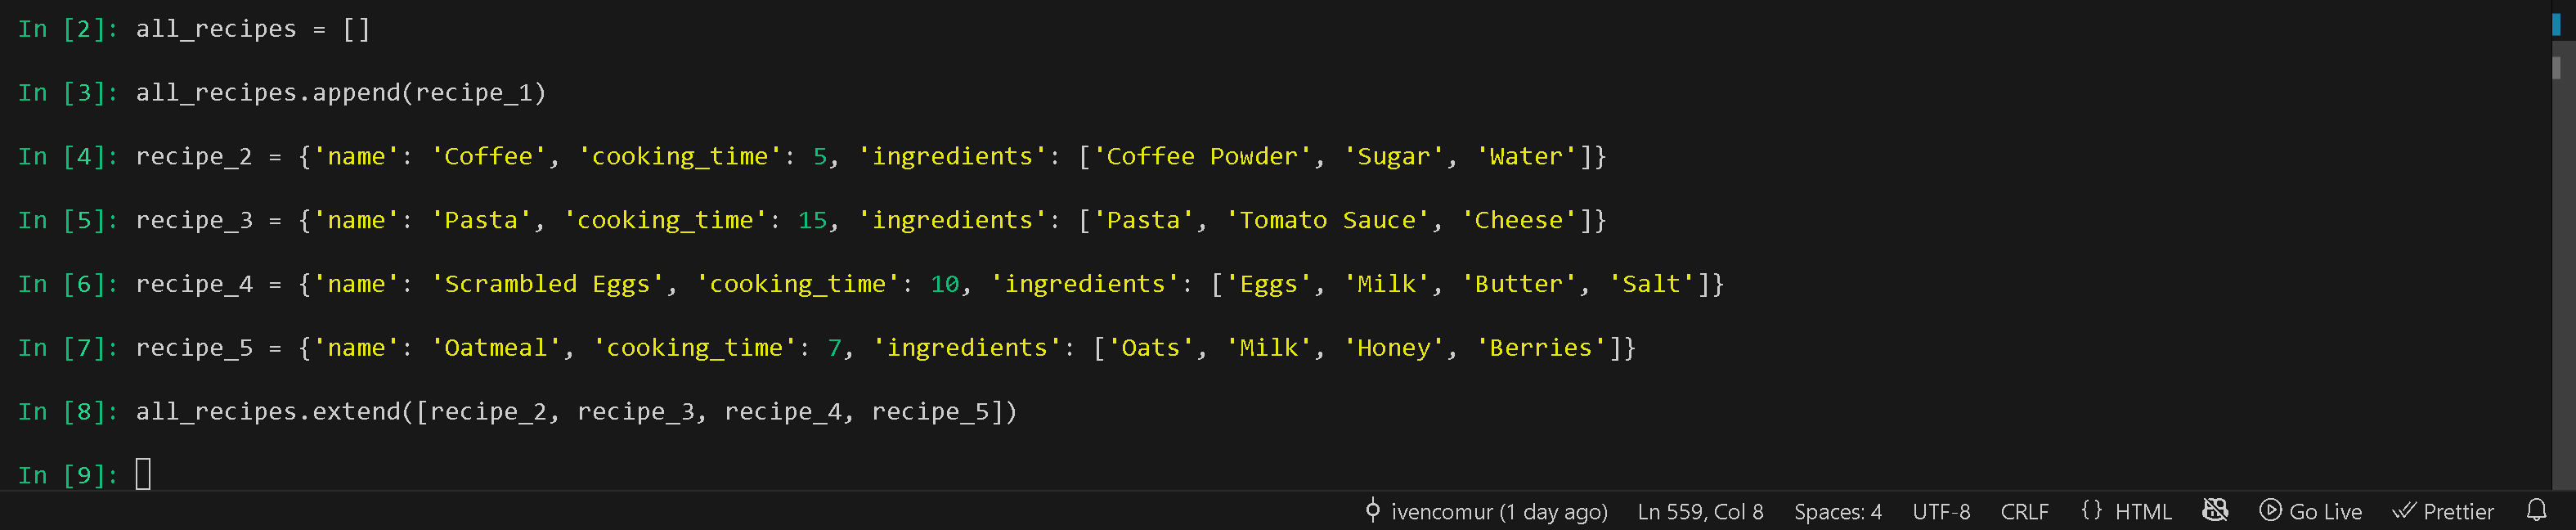 In [2]: all_recipes = []
In [3]: all_recipes.append(recipe_1)
In [4]: recipe_2 = {'name': 'Coffee', 'cooking_time': 5, 'ingredients': ['Coffee Powder', 'Sugar', 'Water']}
In [5]: recipe_3 = {'name': 'Pasta', 'cooking_time': 15, 'ingredients': ['Pasta', 'Tomato Sauce', 'Cheese']}
In [6]: recipe_4 = {'name': 'Scrambled Eggs', 'cooking_time': 10, 'ingredients': ['Eggs', 'Milk', 'Butter', 'Salt']}
In [7]: recipe_5 = {'name': 'Oatmeal', 'cooking_time': 7, 'ingredients': ['Oats', 'Milk', 'Honey', 'Berries']}
In [8]: all_recipes.extend([recipe_2, recipe_3, recipe_4, recipe_5])
In [9]:
ivencomur (1 day ago) Ln 559, Col 8 Spaces: 4 UTF-8 CRLF {} HTML Go Live Prettier